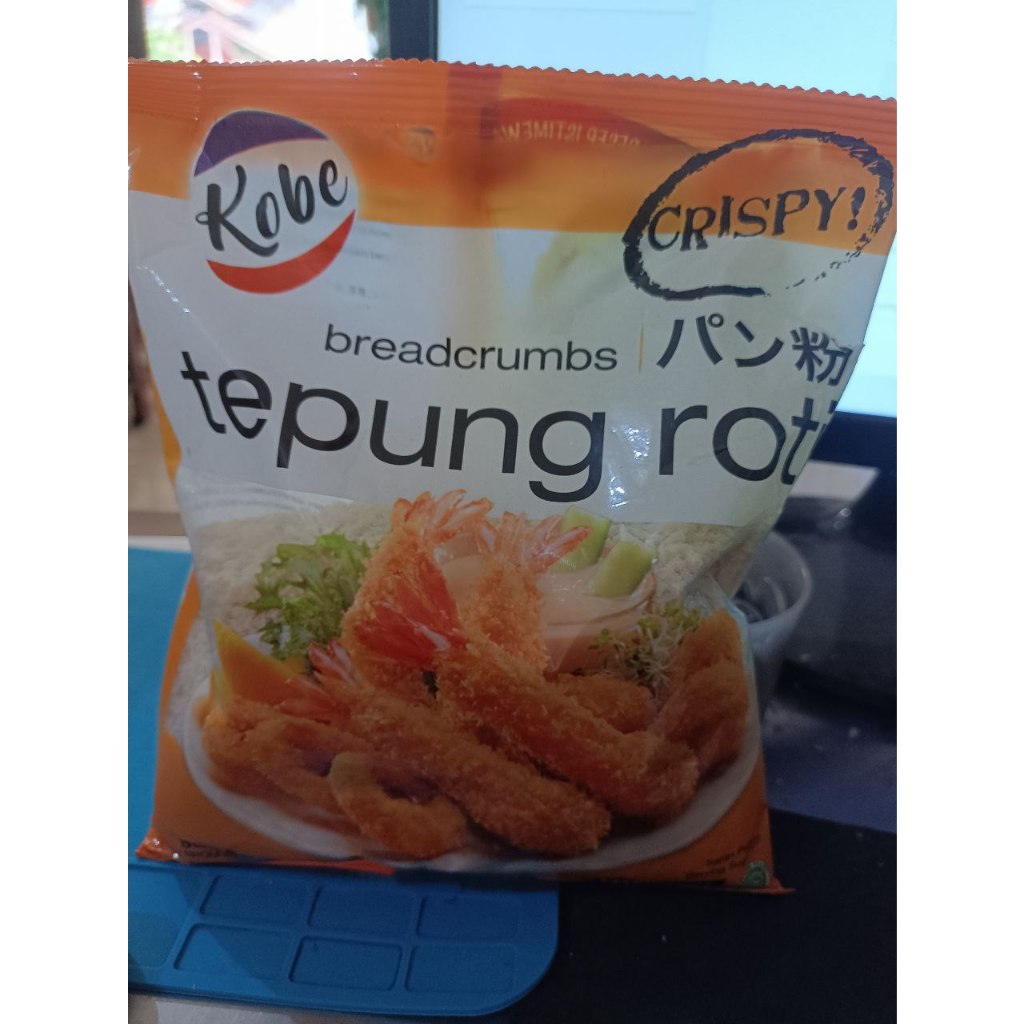 Kobe
CRISPY!
breadcrumbs | パン粉
tepung roti